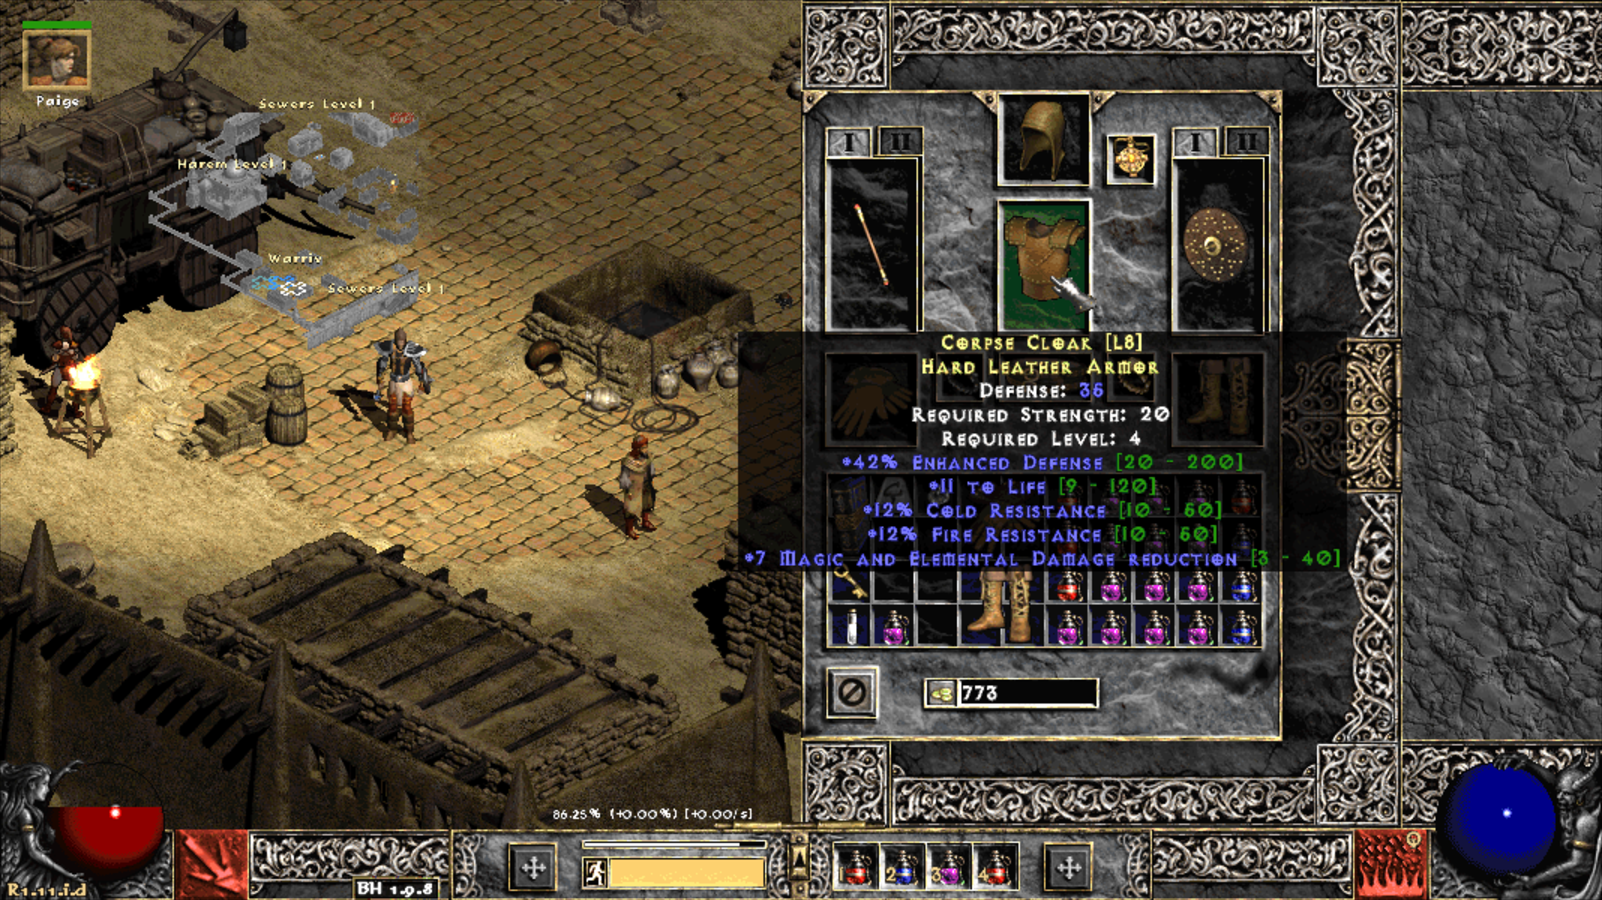 Paige
Sewers Level 1
Harem Level 1
Warriv
Sewers Level 1
I
II
I
II
Corpse Cloak [L8]
Hard Leather Armor
Defense: 36
Required Strength: 20
Required Level: 4
+42% Enhanced Defense [20 - 200]
+11 to Life [9 - 120]
+12% Cold Resistance [10 - 60]
+12% Fire Resistance [10 - 60]
+7 Magic and Elemental Damage reduction [3 - 40]
773
86.25% (+0.00%) [+0.00/s]
1
2
3
4
R1.11.i.d
BH 1.9.8